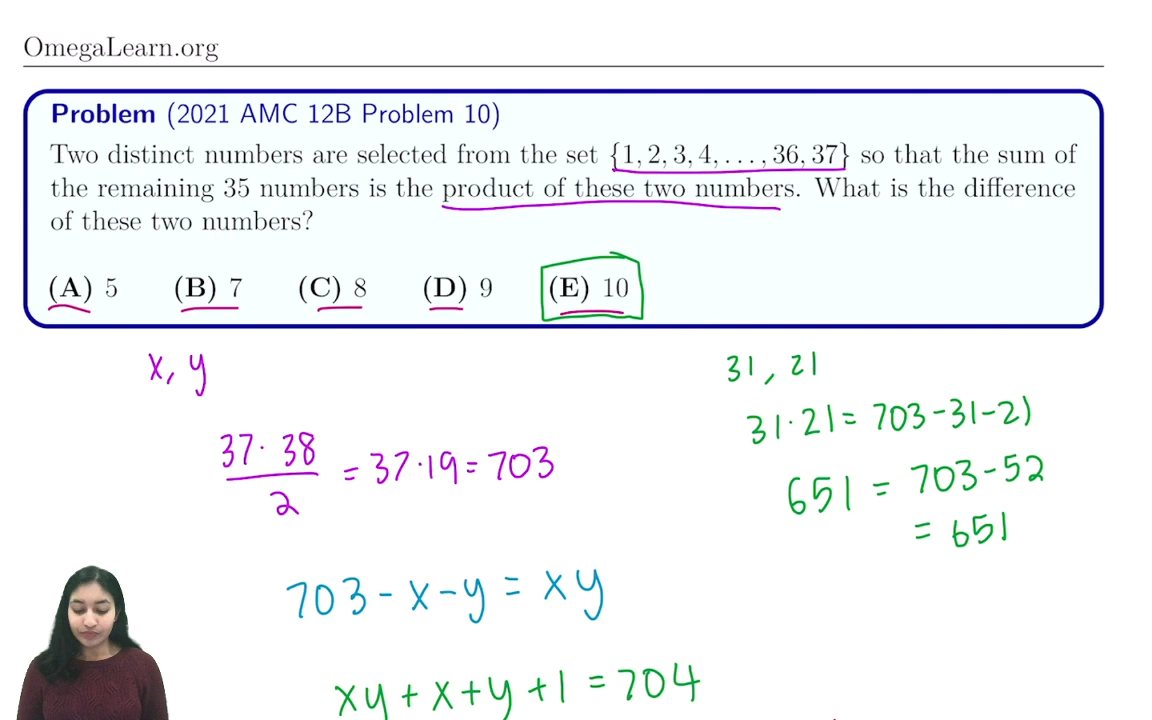 OmegaLearn.org
Problem (2021 AMC 12B Problem 10)
Two distinct numbers are selected from the set {1, 2, 3, 4, . . . , 36, 37} so that the sum of
the remaining 35 numbers is the product of these two numbers. What is the difference
of these two numbers?
(A) 5 (B) 7 (C) 8 (D) 9 (E) 10
x, y
37 · 38 / 2 = 37 · 19 = 703
703 - x - y = xy
xy + x + y + 1 = 704
31, 21
31 · 21 = 703 - 31 - 21
651 = 703 - 52
= 651